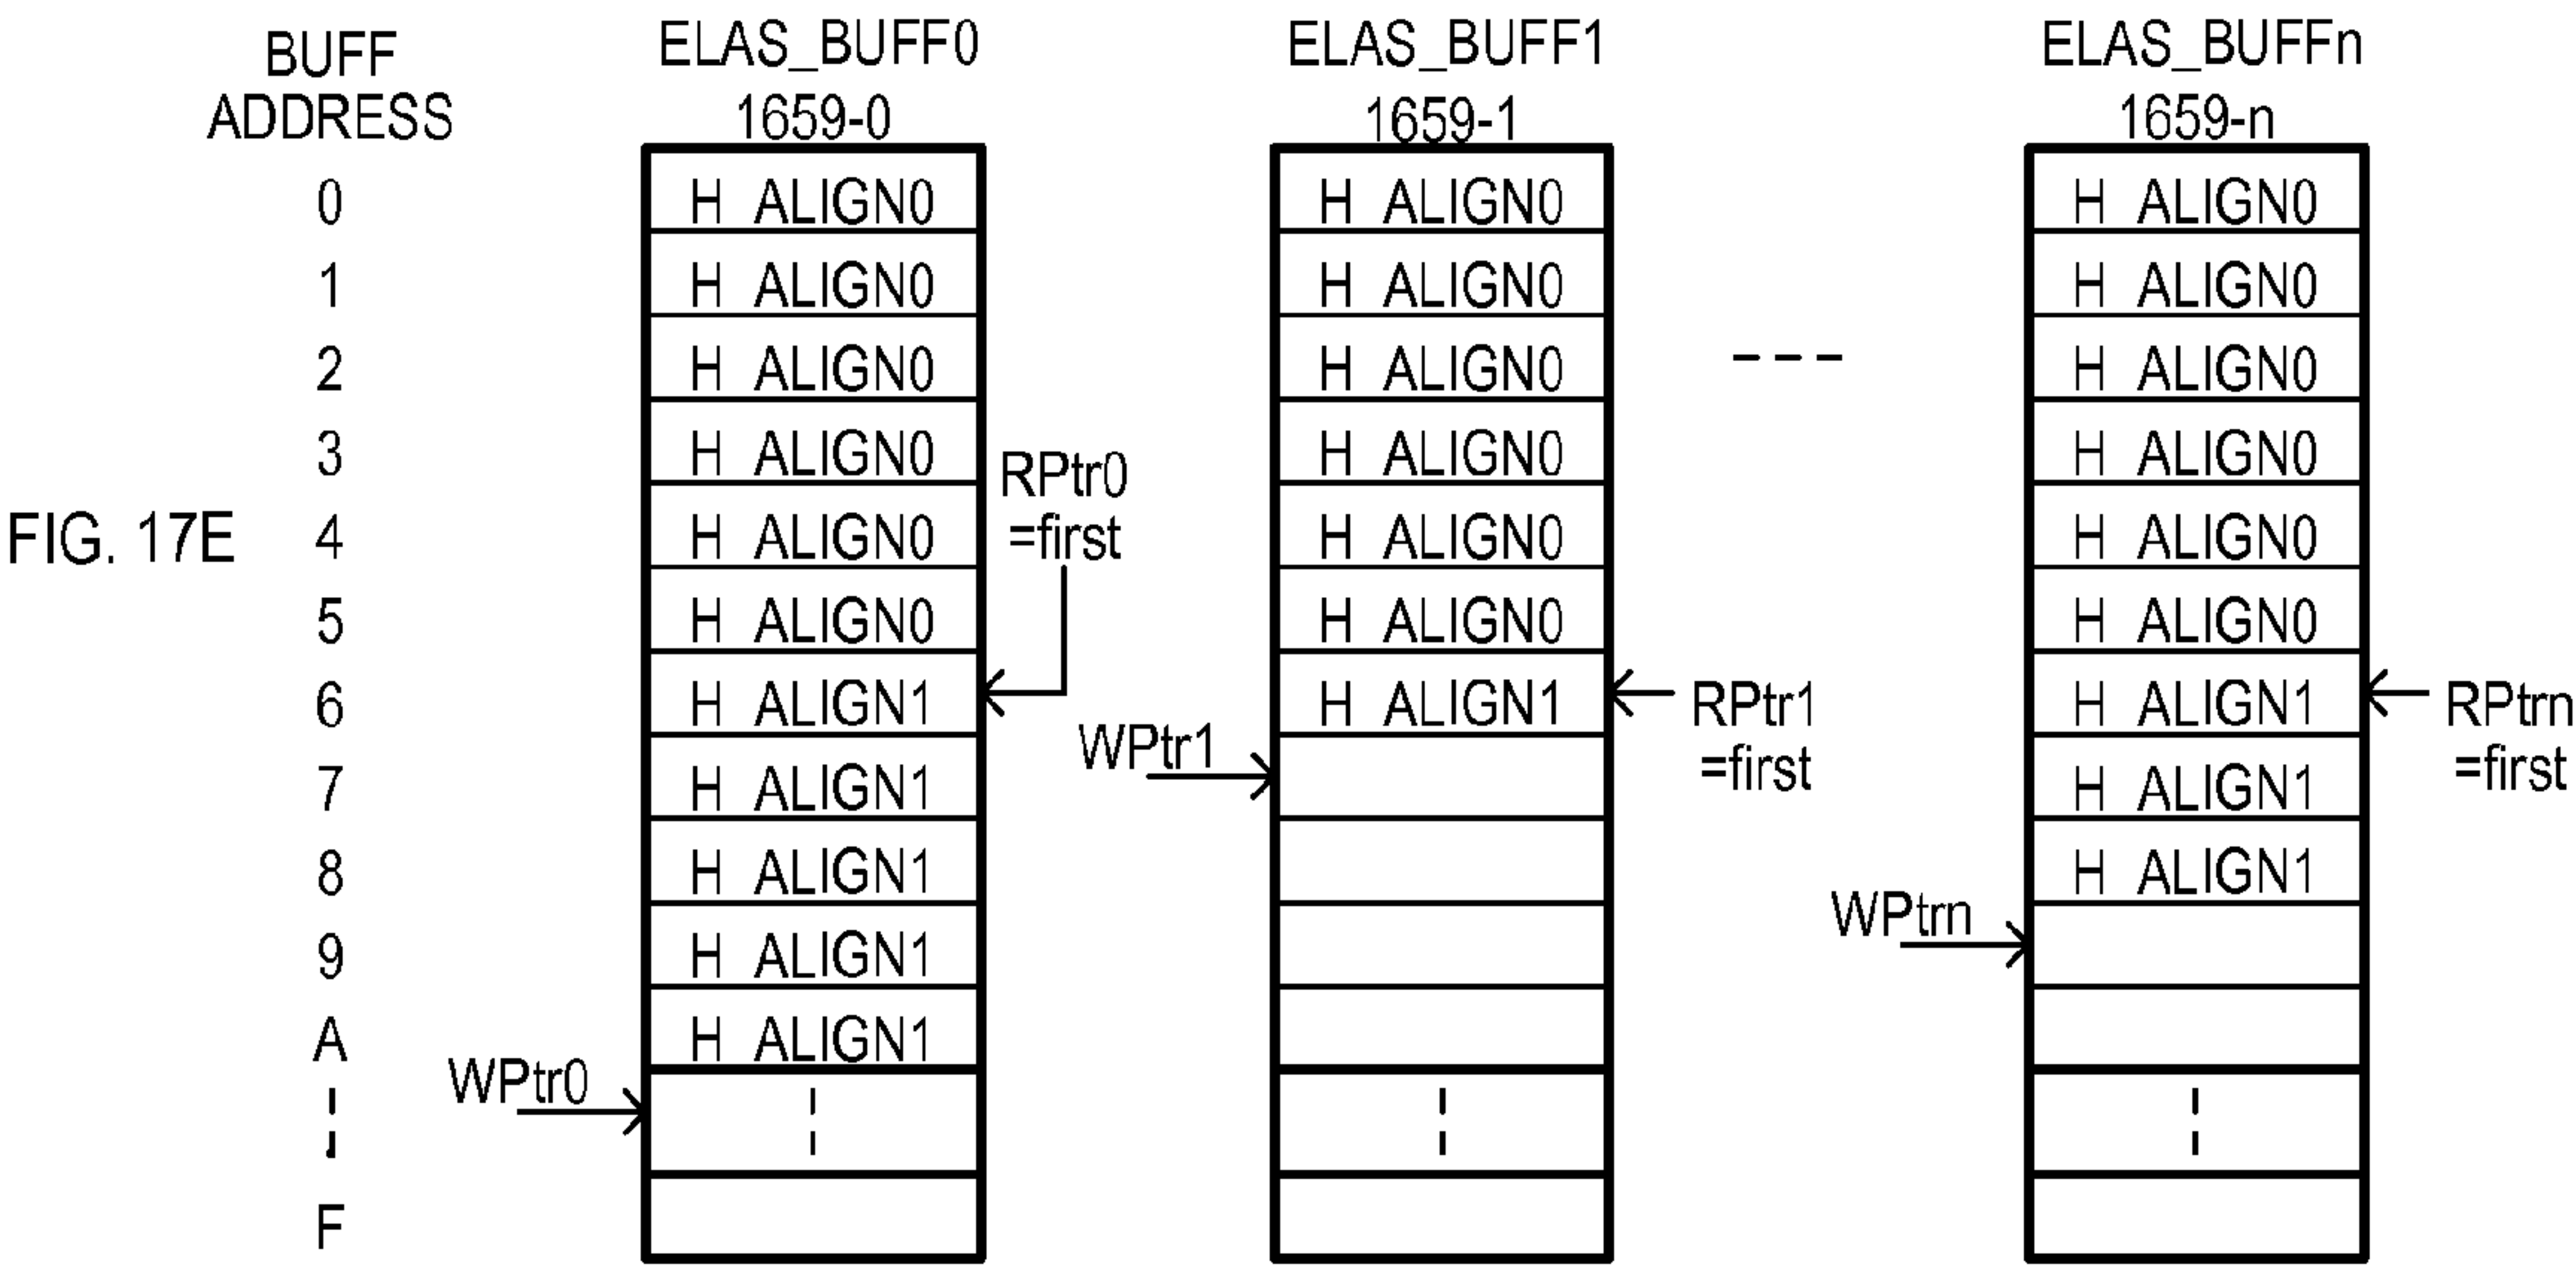 BUFF ADDRESS ELAS_BUFF0 1659-0 ELAS_BUFF1 1659-1 ELAS_BUFFn 1659-n
0 H ALIGN0 H ALIGN0 H ALIGN0
1 H ALIGN0 H ALIGN0 H ALIGN0
2 H ALIGN0 H ALIGN0 --- H ALIGN0
3 H ALIGN0 H ALIGN0 H ALIGN0
RPtr0
=first
FIG. 17E 4 H ALIGN0 H ALIGN0 H ALIGN0
5 H ALIGN0 H ALIGN0 H ALIGN0
6 H ALIGN1 H ALIGN1 RPtr1 H ALIGN1 RPtrn
=first =first
WPtr1
7 H ALIGN1 H ALIGN1
8 H ALIGN1 H ALIGN1
WPtrn
9 H ALIGN1
A H ALIGN1
WPtr0
F